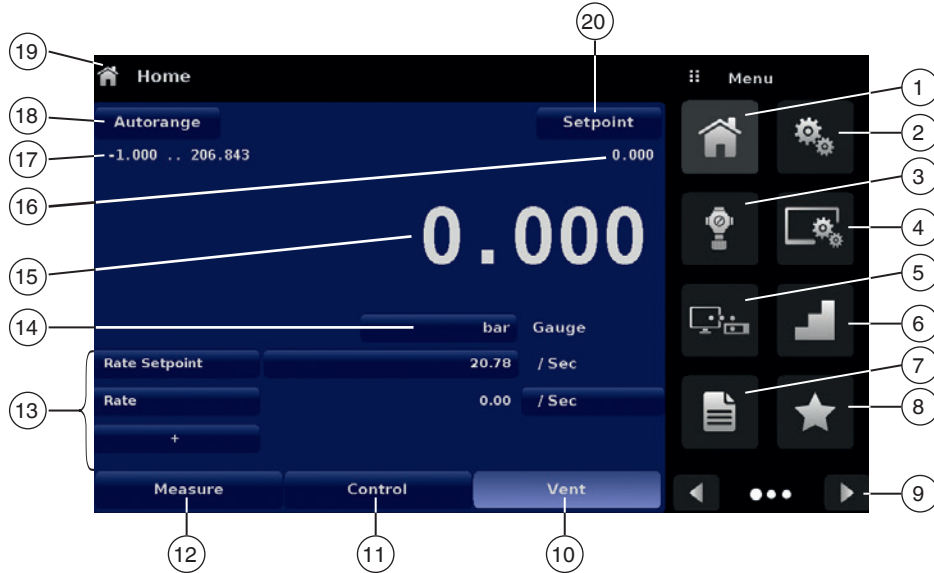 20
19
Home
Menu
1
18
Autorange
Setpoint
2
17
-1.000 .. 206.843
0.000
3
16
4
15
0.000
5
14
bar Gauge
6
Rate Setpoint 20.78 / Sec
7
13
Rate 0.00 / Sec
8
+
Measure Control Vent
9
12
11
10